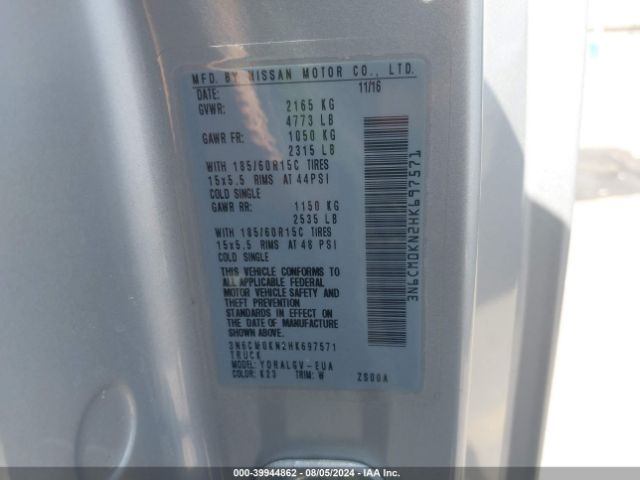 MFD. BY NISSAN MOTOR CO., LTD.
DATE: 11/16
GVWR: 2165 KG
4773 LB
GAWR FR: 1050 KG
2315 LB
WITH 185/60R15C TIRES
15x5.5 RIMS AT 44PSI
COLD SINGLE
GAWR RR: 1150 KG
2535 LB
WITH 185/60R15C TIRES
15x5.5 RIMS AT 48 PSI
COLD SINGLE
THIS VEHICLE CONFORMS TO
ALL APPLICABLE FEDERAL
MOTOR VEHICLE SAFETY AND
THEFT PREVENTION
STANDARDS IN EFFECT ON
THE DATE OF MANUFACTURE
SHOWN ABOVE.
3N6CM0KN2HK697571
TRUCK
MODEL: YDRALGV-EUA
COLOR: K23 TRIM: W ZS00A
3N6CM0KN2HK697571
000-39944862 - 08/05/2024 - IAA Inc.